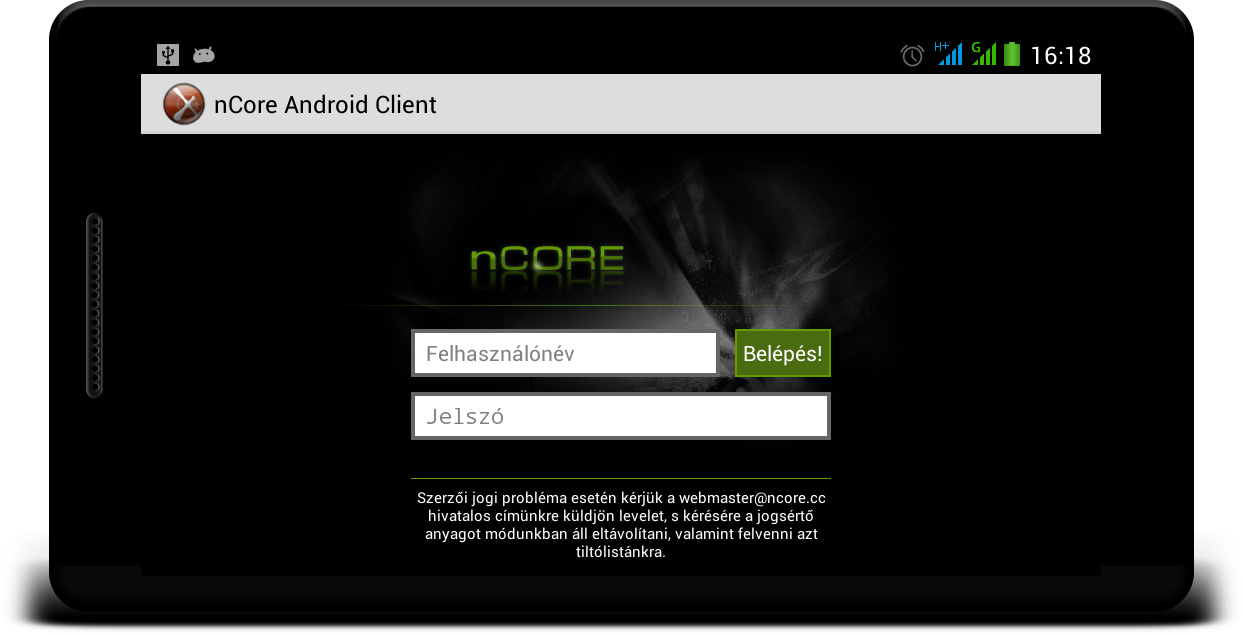 H+ G 16:18
nCore Android Client
nCORE
Felhasználónév Belépés!
Jelszó
Szerzői jogi probléma esetén kérjük a webmaster@ncore.cc
hivatalos címünkre küldjön levelet, s kérésére a jogsértő
anyagot módunkban áll eltávolítani, valamint felvenni azt
tiltólistánkra.